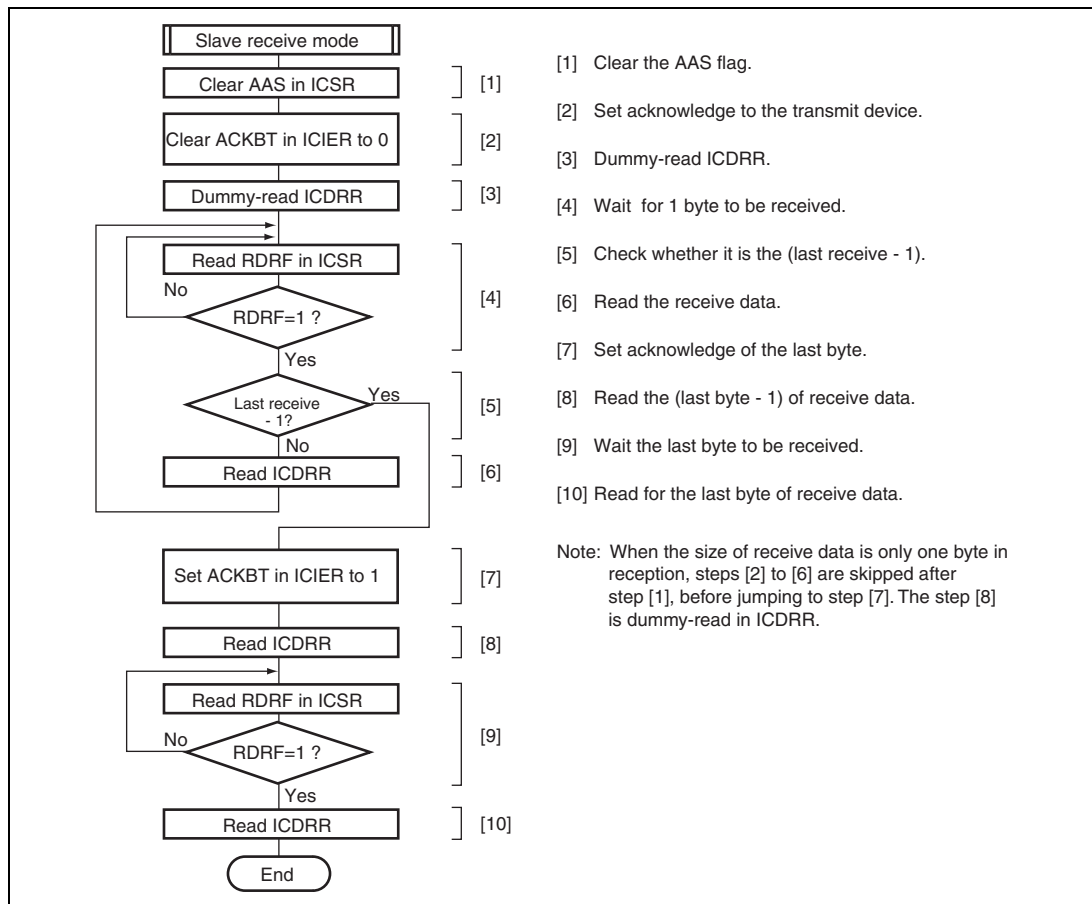 Slave receive mode
Clear AAS in ICSR
[1]
Clear ACKBT in ICIER to 0
[2]
Dummy-read ICDRR
[3]
Read RDRF in ICSR
No
RDRF=1 ?
[4]
Yes
Last receive
- 1?
Yes
[5]
No
Read ICDRR
[6]
Set ACKBT in ICIER to 1
[7]
Read ICDRR
[8]
Read RDRF in ICSR
No
RDRF=1 ?
[9]
Yes
Read ICDRR
[10]
End
[1] Clear the AAS flag.
[2] Set acknowledge to the transmit device.
[3] Dummy-read ICDRR.
[4] Wait for 1 byte to be received.
[5] Check whether it is the (last receive - 1).
[6] Read the receive data.
[7] Set acknowledge of the last byte.
[8] Read the (last byte - 1) of receive data.
[9] Wait the last byte to be received.
[10] Read for the last byte of receive data.
Note: When the size of receive data is only one byte in
reception, steps [2] to [6] are skipped after
step [1], before jumping to step [7]. The step [8]
is dummy-read in ICDRR.